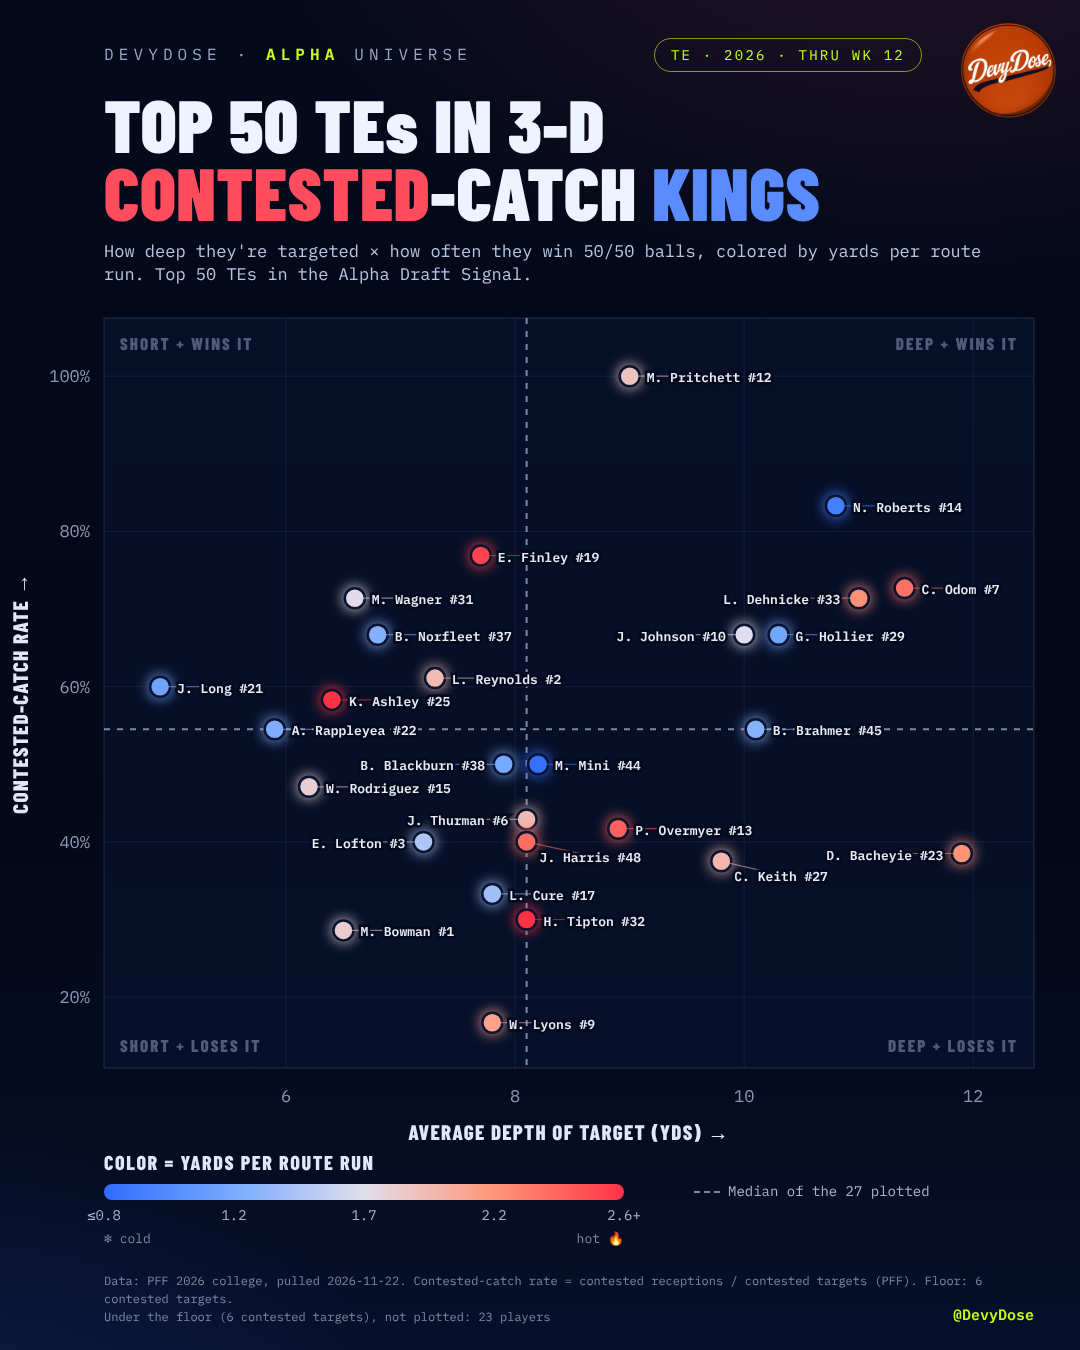 DEVYDOSE · ALPHA UNIVERSE
TE · 2026 · THRU WK 12
DevyDose
TOP 50 TEs IN 3-D
CONTESTED-CATCH KINGS
How deep they're targeted × how often they win 50/50 balls, colored by yards per route
run. Top 50 TEs in the Alpha Draft Signal.
SHORT + WINS IT
DEEP + WINS IT
100%
M. Pritchett #12
N. Roberts #14
80%
E. Finley #19
C. Odom #7
M. Wagner #31
L. Dehnicke #33
B. Norfleet #37
J. Johnson #10
G. Hollier #29
L. Reynolds #2
60%
J. Long #21
K. Ashley #25
A. Rappleyea #22
B. Brahmer #45
B. Blackburn #38
M. Mini #44
W. Rodriguez #15
J. Thurman #6
P. Overmyer #13
40%
E. Lofton #3
J. Harris #48
D. Bacheyie #23
C. Keith #27
L. Cure #17
H. Tipton #32
M. Bowman #1
20%
W. Lyons #9
SHORT + LOSES IT
DEEP + LOSES IT
CONTESTED-CATCH RATE →
6
8
10
12
AVERAGE DEPTH OF TARGET (YDS) →
COLOR = YARDS PER ROUTE RUN
Median of the 27 plotted
≤0.8
1.2
1.7
2.2
2.6+
❄ cold
hot 🔥
Data: PFF 2026 college, pulled 2026-11-22. Contested-catch rate = contested receptions / contested targets (PFF). Floor: 6
contested targets.
Under the floor (6 contested targets), not plotted: 23 players
@DevyDose